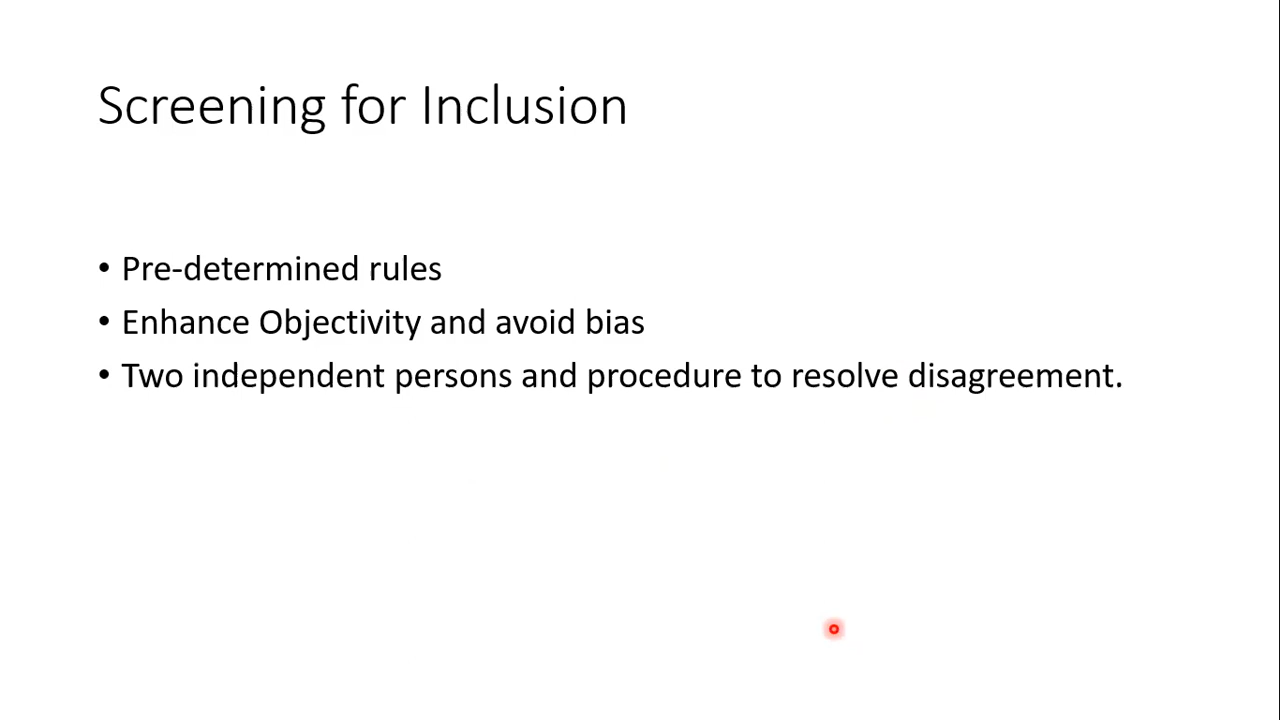 Screening for Inclusion
• Pre-determined rules
• Enhance Objectivity and avoid bias
• Two independent persons and procedure to resolve disagreement.